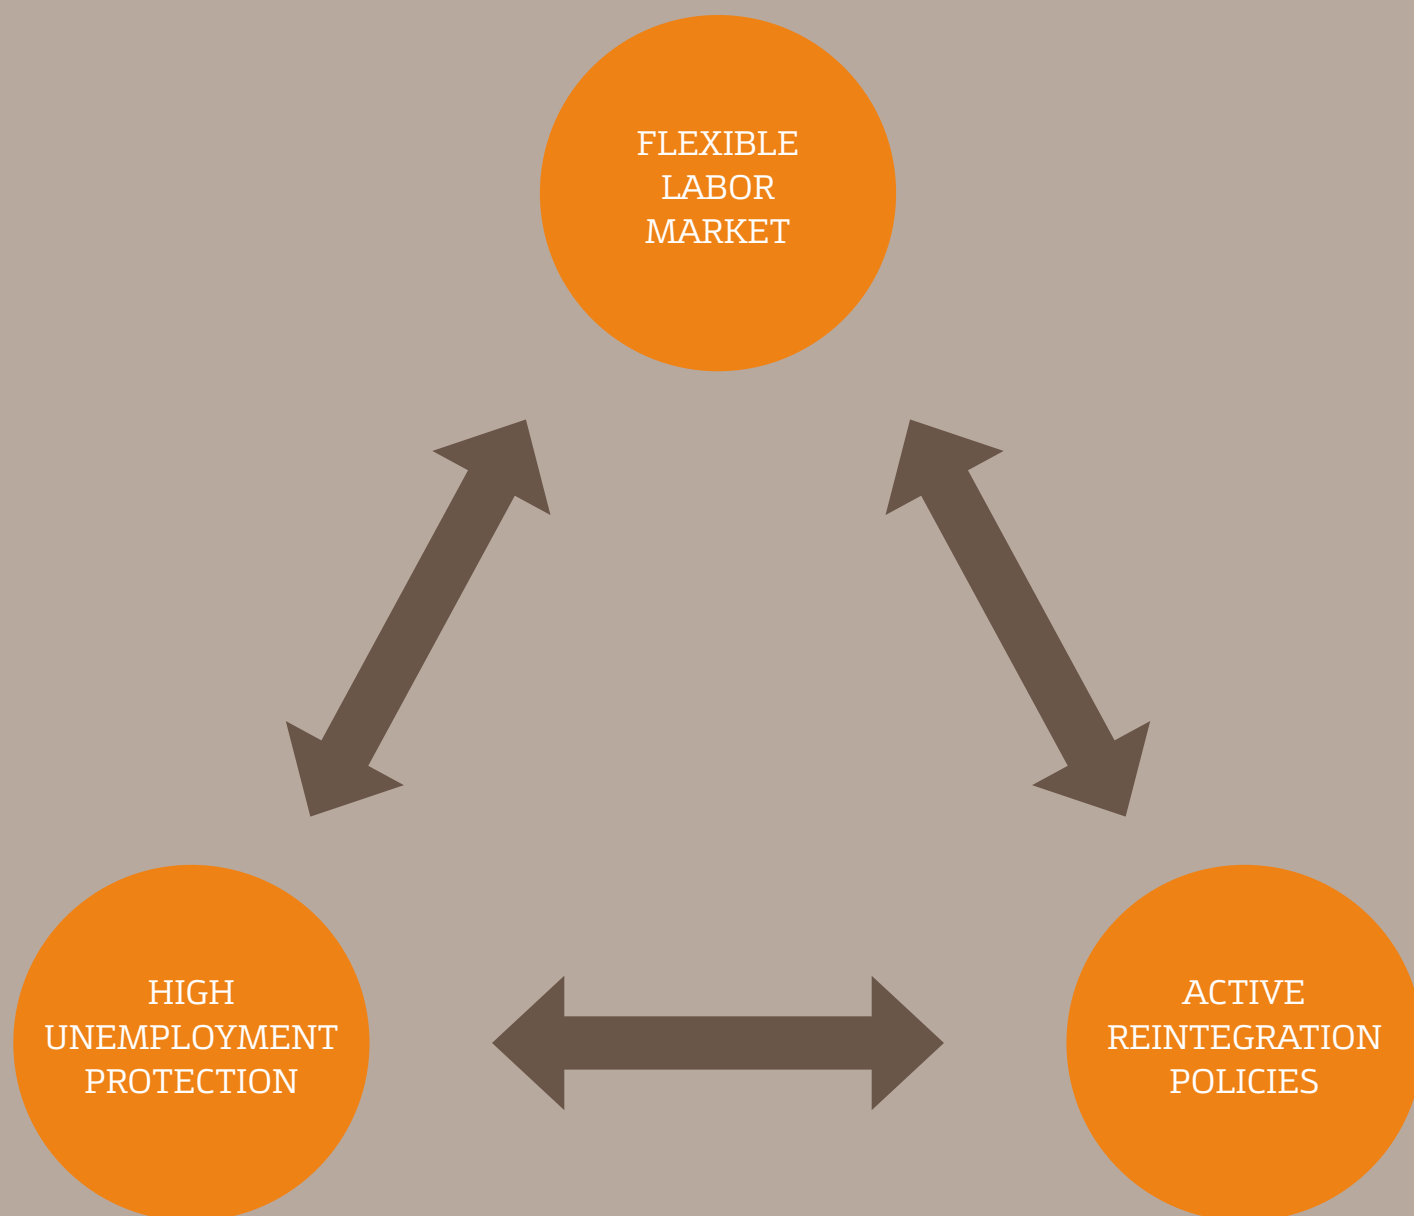 FLEXIBLE
LABOR
MARKET
HIGH
UNEMPLOYMENT
PROTECTION
ACTIVE
REINTEGRATION
POLICIES